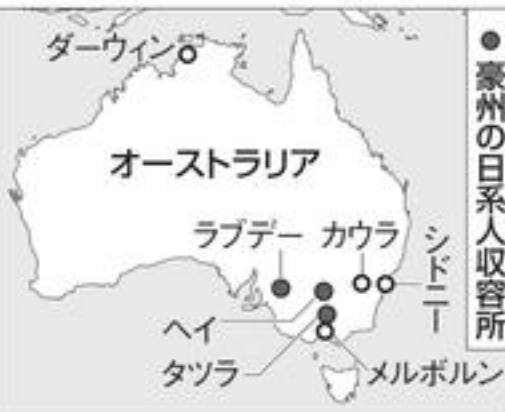 ●豪州の日系人収容所
ダーウィン
オーストラリア
ラブデー
カウラ
シドニー
ヘイ
タツラ
メルボルン